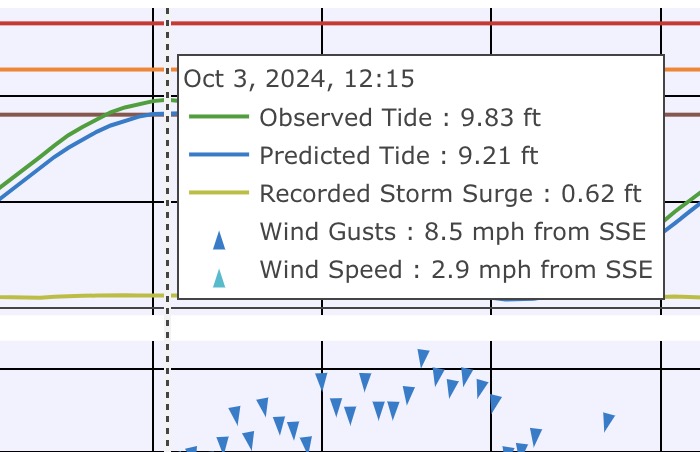 Oct 3, 2024, 12:15
Observed Tide : 9.83 ft
Predicted Tide : 9.21 ft
Recorded Storm Surge : 0.62 ft
Wind Gusts : 8.5 mph from SSE
Wind Speed : 2.9 mph from SSE